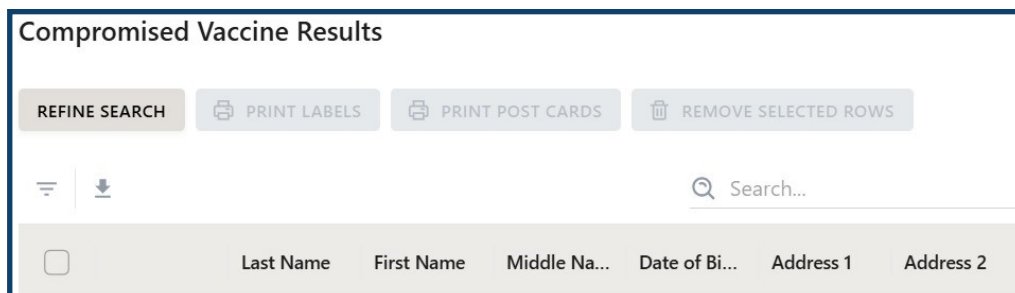 Compromised Vaccine Results
REFINE SEARCH PRINT LABELS PRINT POST CARDS REMOVE SELECTED ROWS
Search...
Last Name First Name Middle Na... Date of Bi... Address 1 Address 2